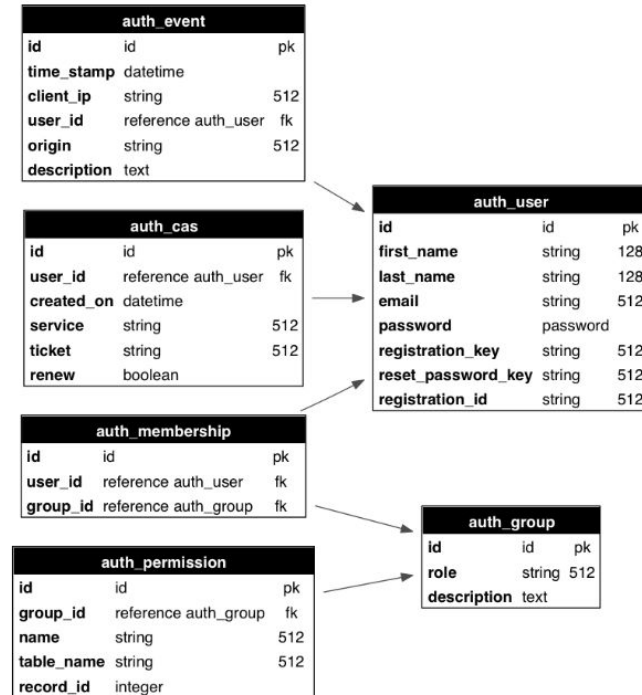 auth_event
id id pk
time_stamp datetime
client_ip string 512
user_id reference auth_user fk
origin string 512
description text
auth_cas
id id pk
user_id reference auth_user fk
created_on datetime
service string 512
ticket string 512
renew boolean
auth_membership
id id pk
user_id reference auth_user fk
group_id reference auth_group fk
auth_permission
id id pk
group_id reference auth_group fk
name string 512
table_name string 512
record_id integer
auth_user
id id pk
first_name string 128
last_name string 128
email string 512
password password
registration_key string 512
reset_password_key string 512
registration_id string 512
auth_group
id id pk
role string 512
description text